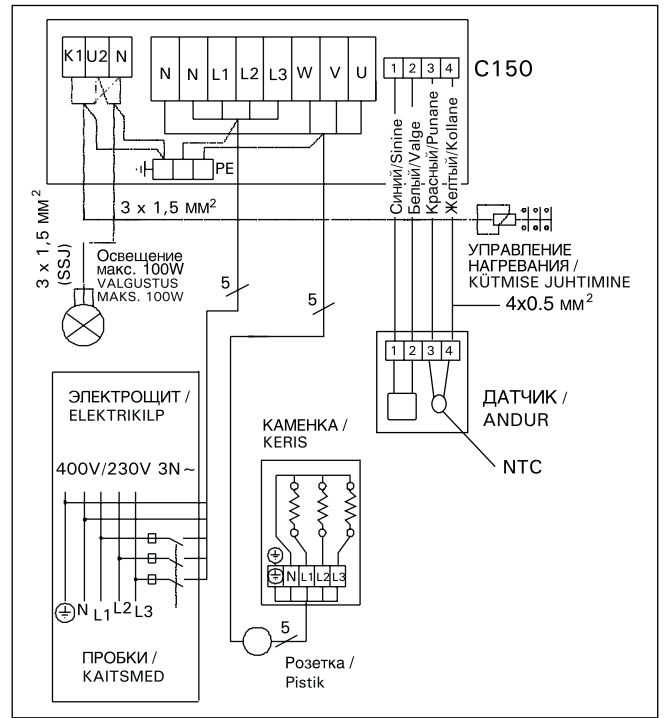 K1 U2 N
N N L1 L2 L3 W V U
1 2 3 4
C150
PE
Синий/Sinine
Белый/Valge
Красный/Punane
Желтый/Kollane
3 x 1,5 мм²
3 x 1,5 мм²
(SSJ)
Освещение
макс. 100W
VALGUSTUS
MAKS. 100W
УПРАВЛЕНИЕ
НАГРЕВАНИЯ /
KÜTMISE JUHTIMINE
4x0.5 мм²
5
5
1 2 3 4
ДАТЧИК /
ANDUR
NTC
ЭЛЕКТРОЩИТ /
ELEKTRIKILP
400V/230V 3N~
N L1 L2 L3
ПРОБКИ /
KAITSMED
КАМЕНКА /
KERIS
N L1 L2 L3
5
Розетка /
Pistik